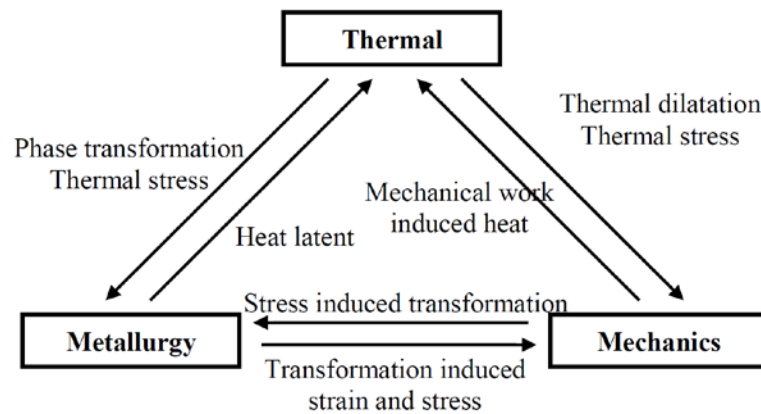 Thermal
Phase transformation
Thermal stress
Thermal dilatation
Thermal stress
Mechanical work
induced heat
Heat latent
Stress induced transformation
Metallurgy
Mechanics
Transformation induced
strain and stress